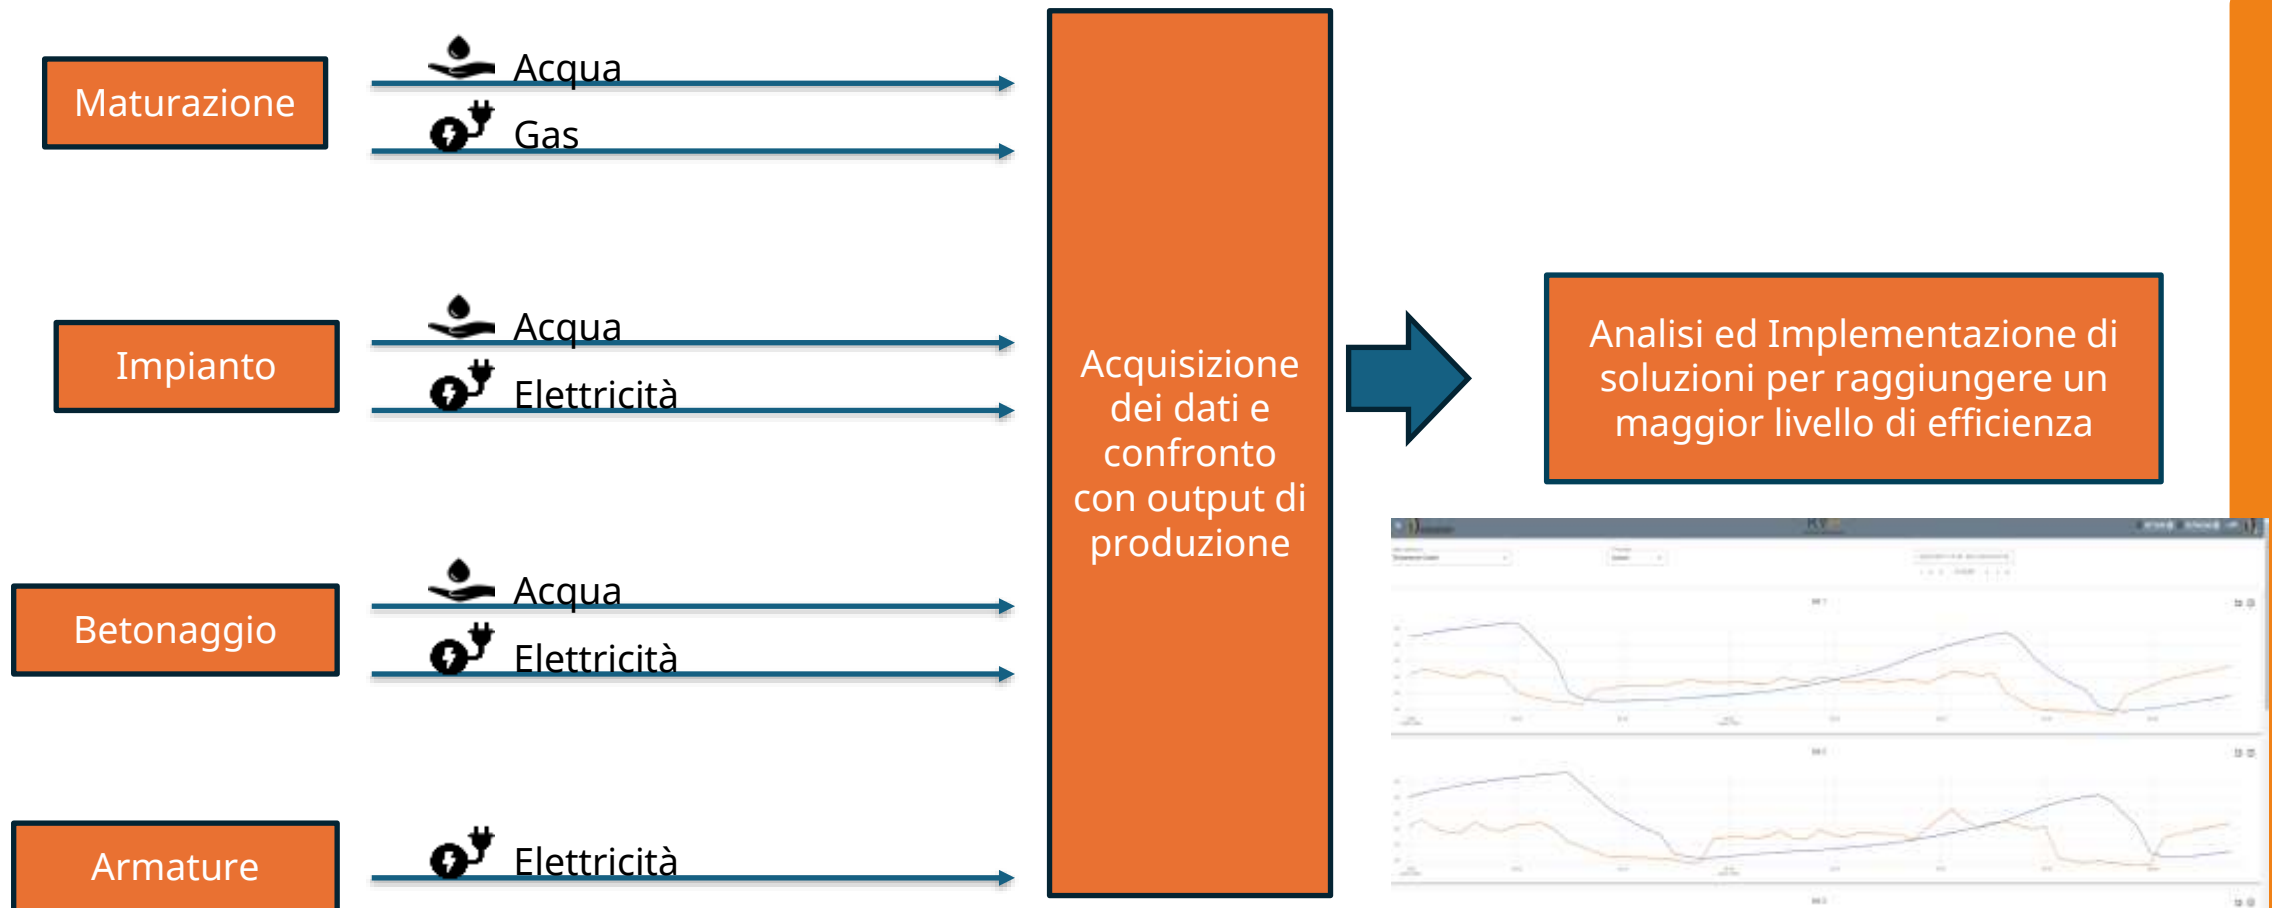 Maturazione
Acqua
Gas
Impianto
Acqua
Elettricità
Betonaggio
Acqua
Elettricità
Armature
Elettricità
Acquisizione
dei dati e
confronto
con output di
produzione
Analisi ed Implementazione di
soluzioni per raggiungere un
maggior livello di efficienza